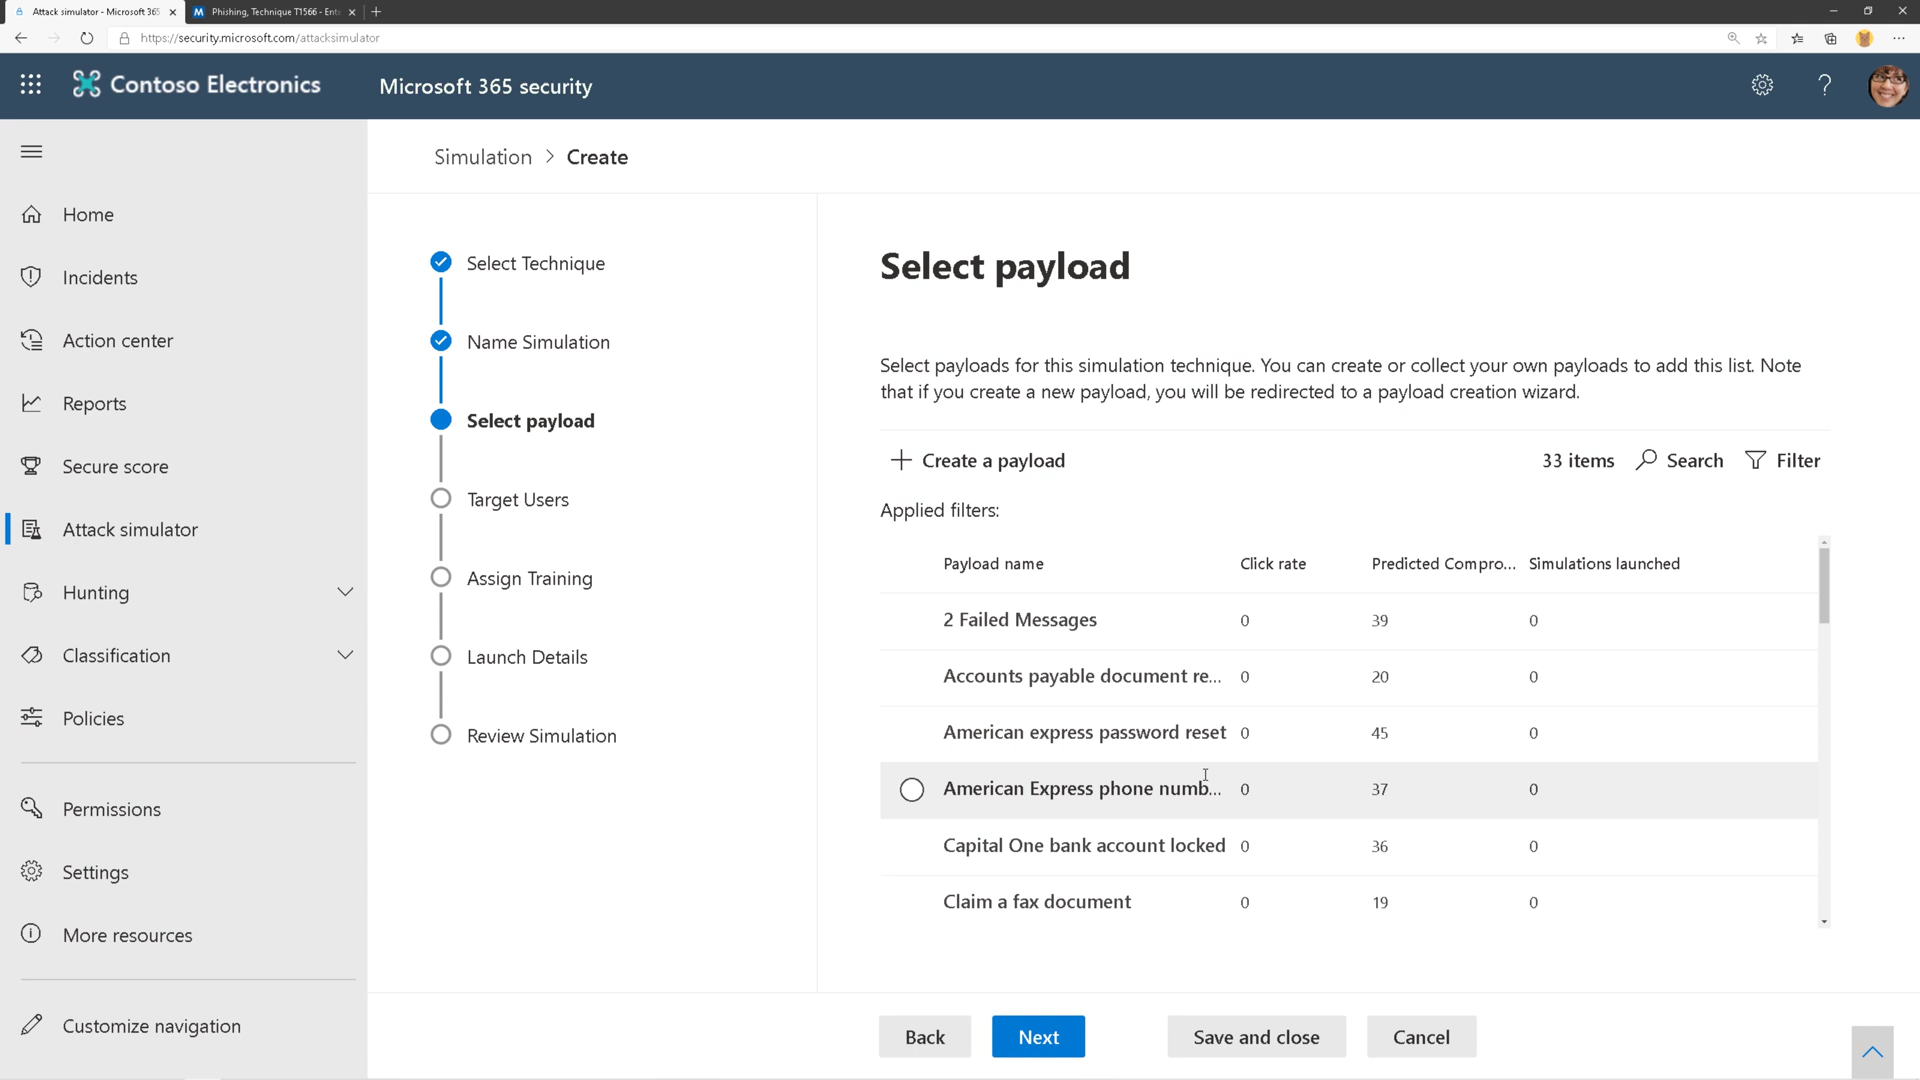 Attack simulator - Microsoft 365
Phishing, Technique T1566 - Ent
https://security.microsoft.com/attacksimulator
Contoso Electronics
Microsoft 365 security
Simulation > Create
Home
Incidents
Action center
Reports
Secure score
Attack simulator
Hunting
Classification
Policies
Permissions
Settings
More resources
Customize navigation
Select Technique
Name Simulation
Select payload
Target Users
Assign Training
Launch Details
Review Simulation
Select payload
Select payloads for this simulation technique. You can create or collect your own payloads to add this list. Note
that if you create a new payload, you will be redirected to a payload creation wizard.
Create a payload 33 items Search Filter
Applied filters:
Payload name Click rate Predicted Compro... Simulations launched
2 Failed Messages 0 39 0
Accounts payable document re... 0 20 0
American express password reset 0 45 0
American Express phone numb... 0 37 0
Capital One bank account locked 0 36 0
Claim a fax document 0 19 0
Back Next Save and close Cancel